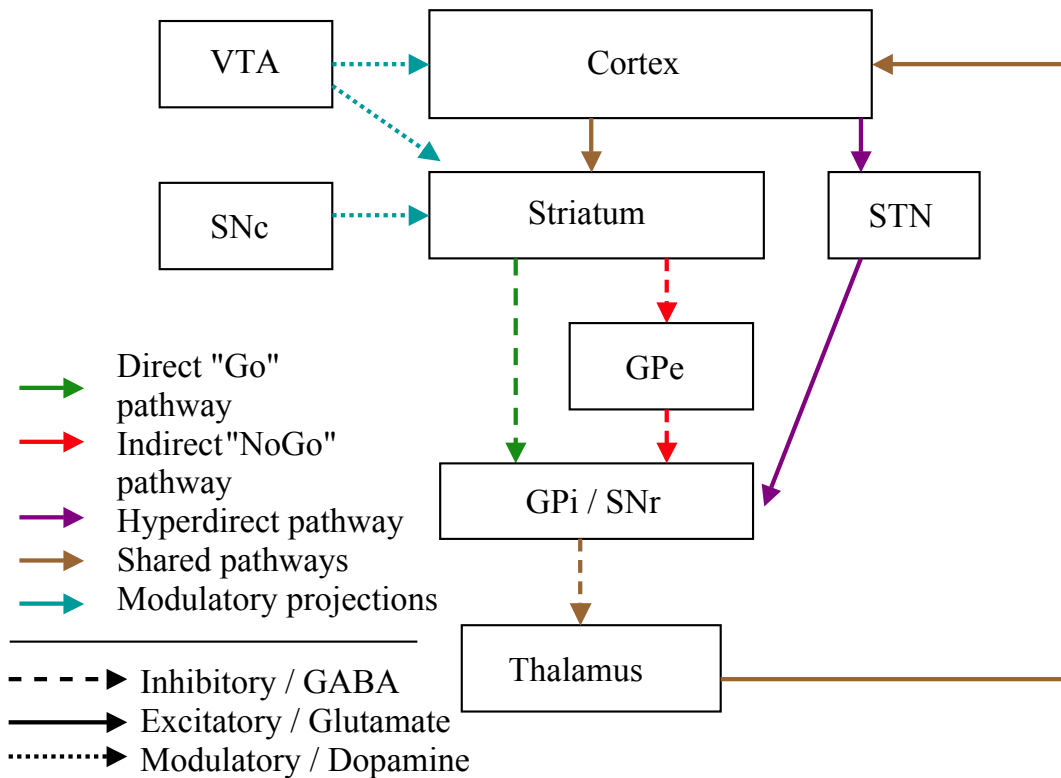 VTA
Cortex
SNc
Striatum
STN
GPe
GPi / SNr
Thalamus
Direct "Go"
pathway
Indirect"NoGo"
pathway
Hyperdirect pathway
Shared pathways
Modulatory projections
Inhibitory / GABA
Excitatory / Glutamate
Modulatory / Dopamine